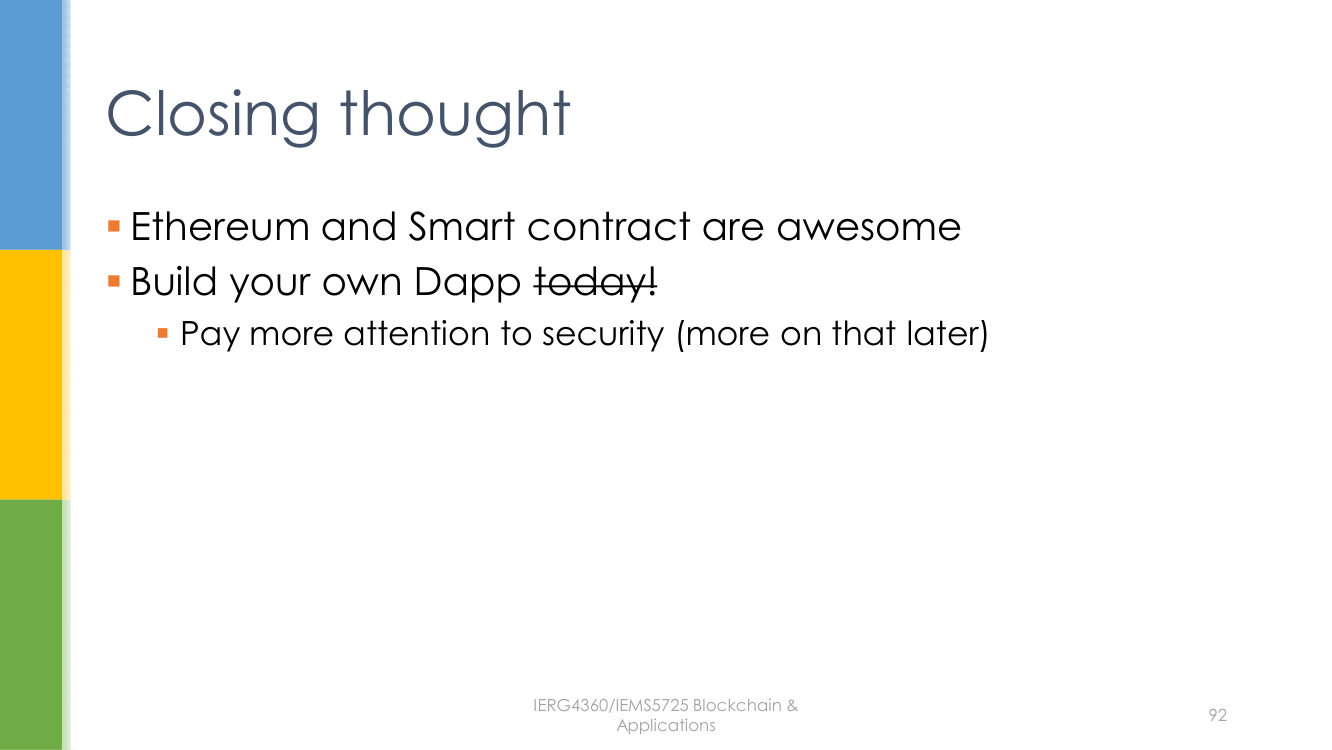 Closing thought
Ethereum and Smart contract are awesome
Build your own Dapp today!
Pay more attention to security (more on that later)
IERG4360/IEMS5725 Blockchain &
Applications
92